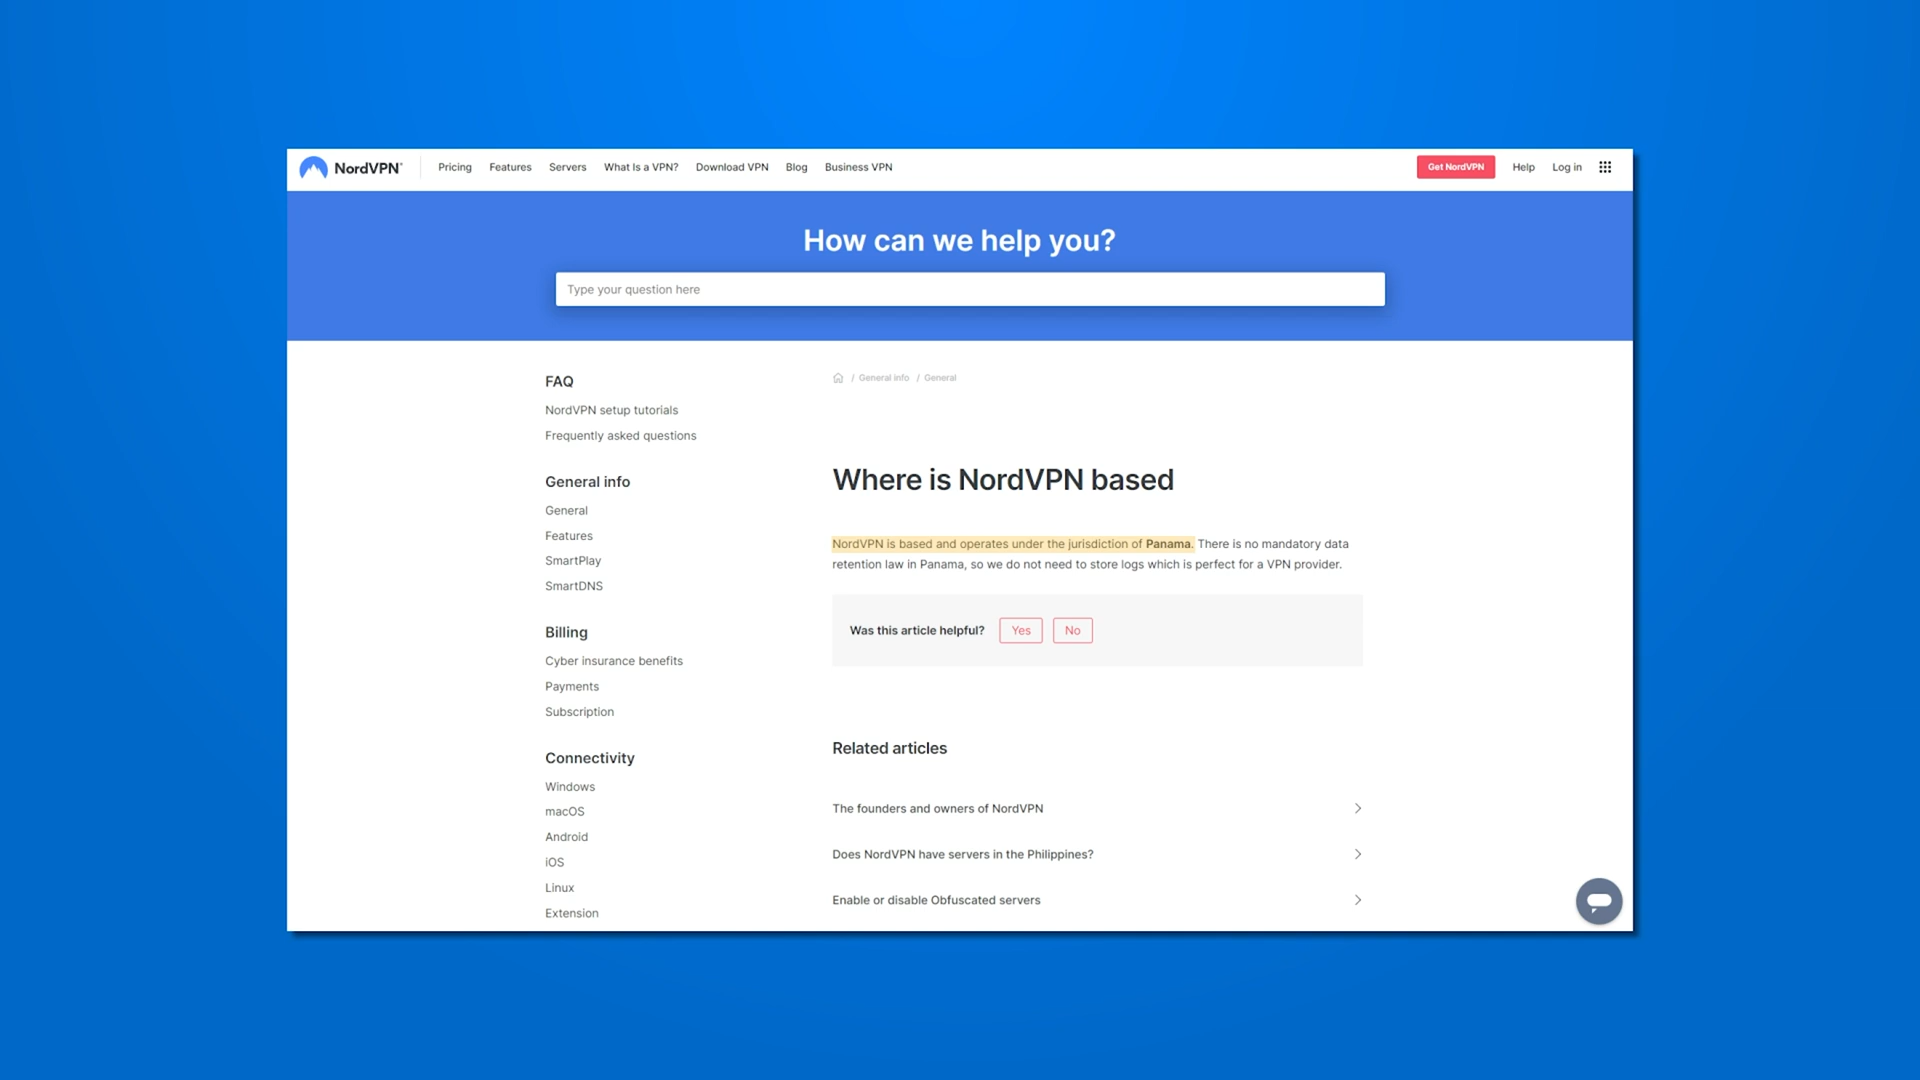 NordVPN®
Pricing
Features
Servers
What Is a VPN?
Download VPN
Blog
Business VPN
Get NordVPN
Help
Log in
How can we help you?
Type your question here
FAQ
NordVPN setup tutorials
Frequently asked questions
General info
General
Features
SmartPlay
SmartDNS
Billing
Cyber insurance benefits
Payments
Subscription
Connectivity
Windows
macOS
Android
iOS
Linux
Extension
/ General info / General
Where is NordVPN based
NordVPN is based and operates under the jurisdiction of Panama. There is no mandatory data
retention law in Panama, so we do not need to store logs which is perfect for a VPN provider.
Was this article helpful?
Yes
No
Related articles
The founders and owners of NordVPN
Does NordVPN have servers in the Philippines?
Enable or disable Obfuscated servers